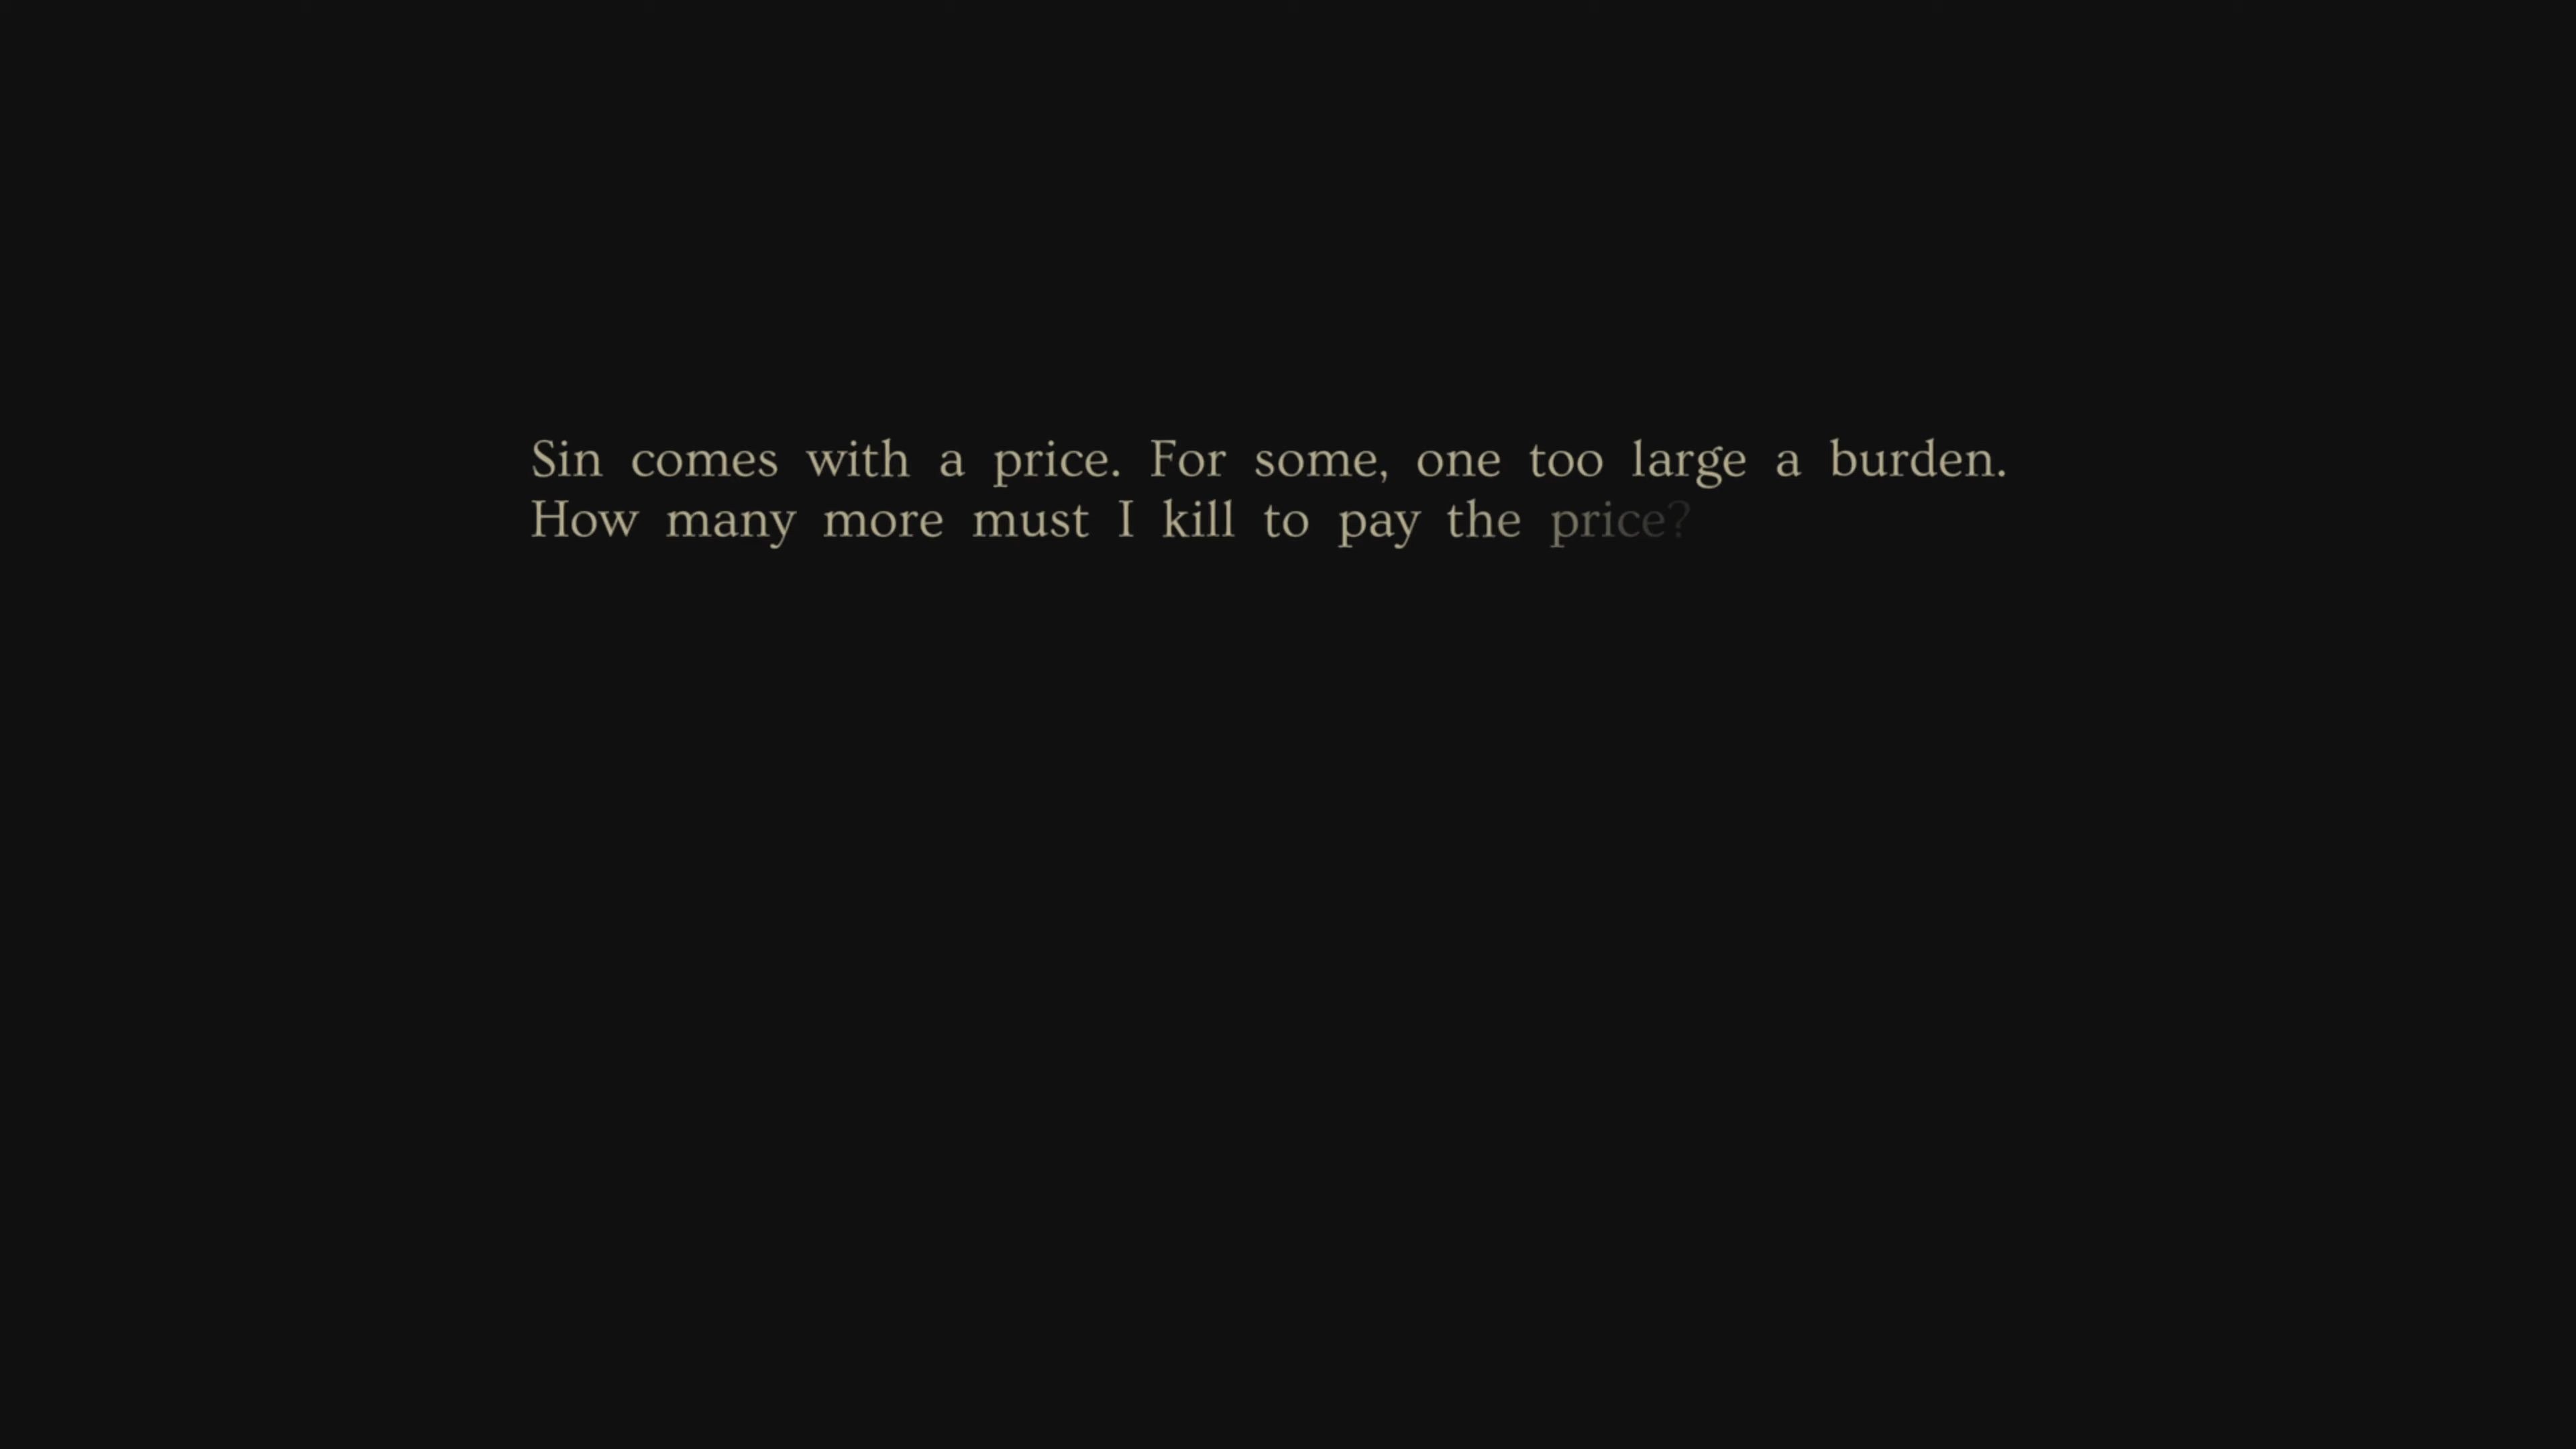 Sin comes with a price. For some, one too large a burden.
How many more must I kill to pay the price?